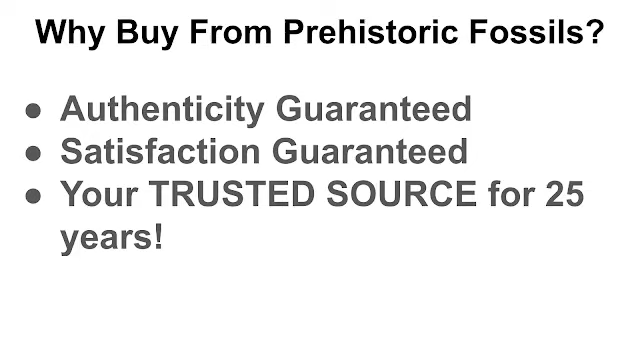 Why Buy From Prehistoric Fossils?
● Authenticity Guaranteed
● Satisfaction Guaranteed
● Your TRUSTED SOURCE for 25
years!